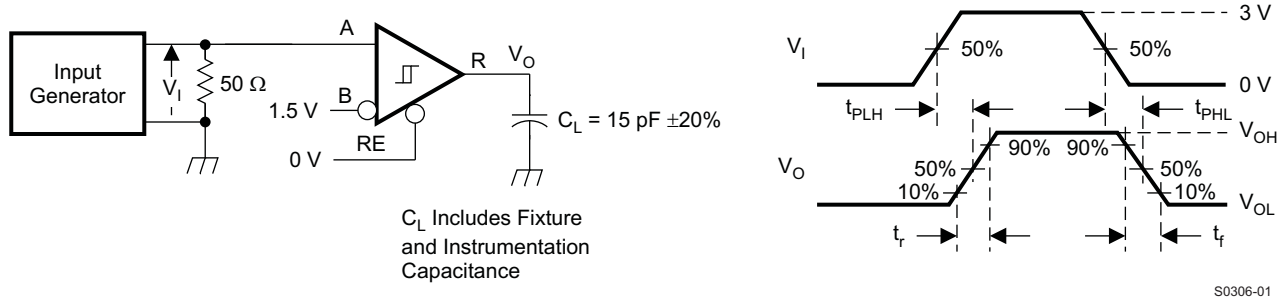 Input
Generator
V_I
50 Ω
A
1.5 V
B
0 V
RE
R
V_O
C_L = 15 pF ±20%
C_L Includes Fixture
and Instrumentation
Capacitance
3 V
V_I
50%
50%
0 V
t_PLH
t_PHL
V_OH
90%
90%
V_O
50%
50%
10%
10%
V_OL
t_r
t_f
S0306-01